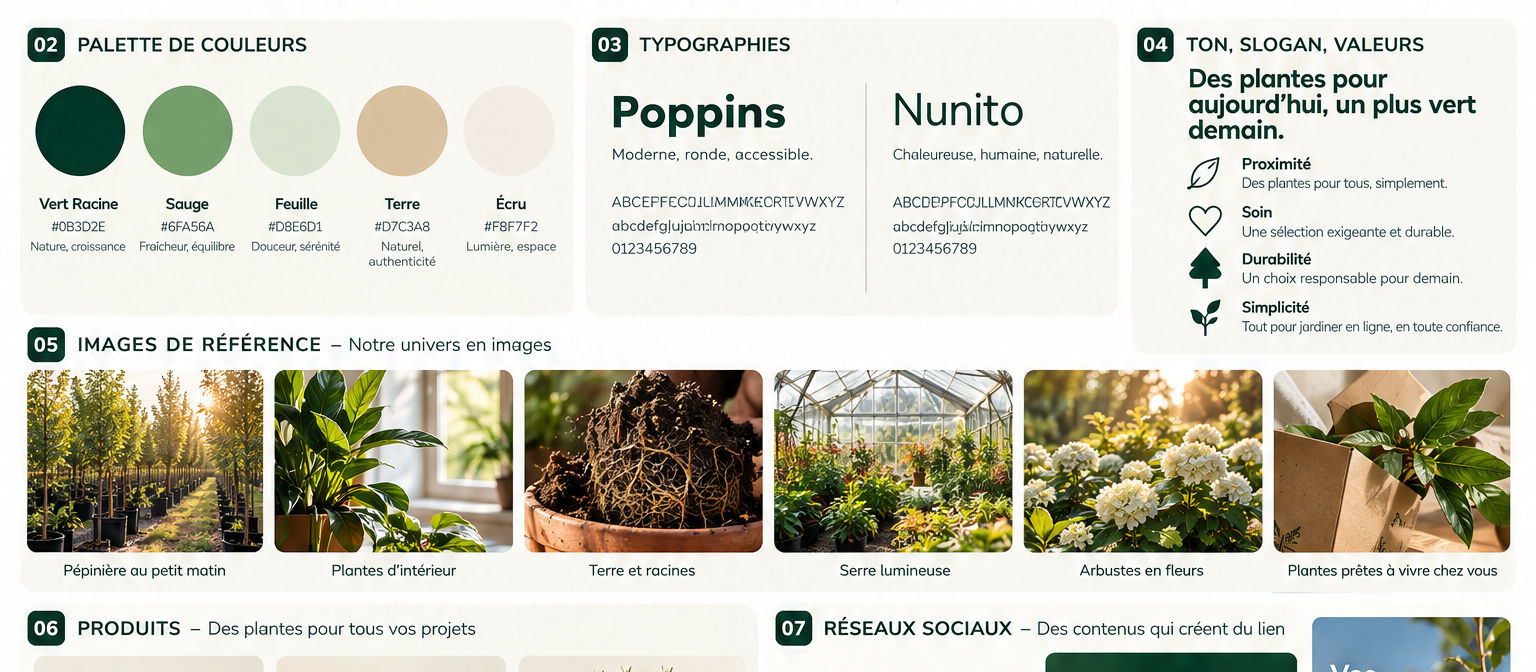 02 PALETTE DE COULEURS
Vert Racine
#0B3D2E
Nature, croissance
Sauge
#6FA56A
Fraîcheur, équilibre
Feuille
#D8E6D1
Douceur, sérénité
Terre
#D7C3A8
Naturel,
authenticité
Écru
#F8F7F2
Lumière, espace
03 TYPOGRAPHIES
Poppins
Moderne, ronde, accessible.
0123456789
Nunito
Chaleureuse, humaine, naturelle.
0123456789
04 TON, SLOGAN, VALEURS
Des plantes pour
aujourd'hui, un plus vert
demain.
Proximité
Des plantes pour tous, simplement.
Soin
Une sélection exigeante et durable.
Durabilité
Un choix responsable pour demain.
Simplicité
Tout pour jardiner en ligne, en toute confiance.
05 IMAGES DE RÉFÉRENCE – Notre univers en images
Pépinière au petit matin
Plantes d'intérieur
Terre et racines
Serre lumineuse
Arbustes en fleurs
Plantes prêtes à vivre chez vous
06 PRODUITS – Des plantes pour tous vos projets
07 RÉSEAUX SOCIAUX – Des contenus qui créent du lien